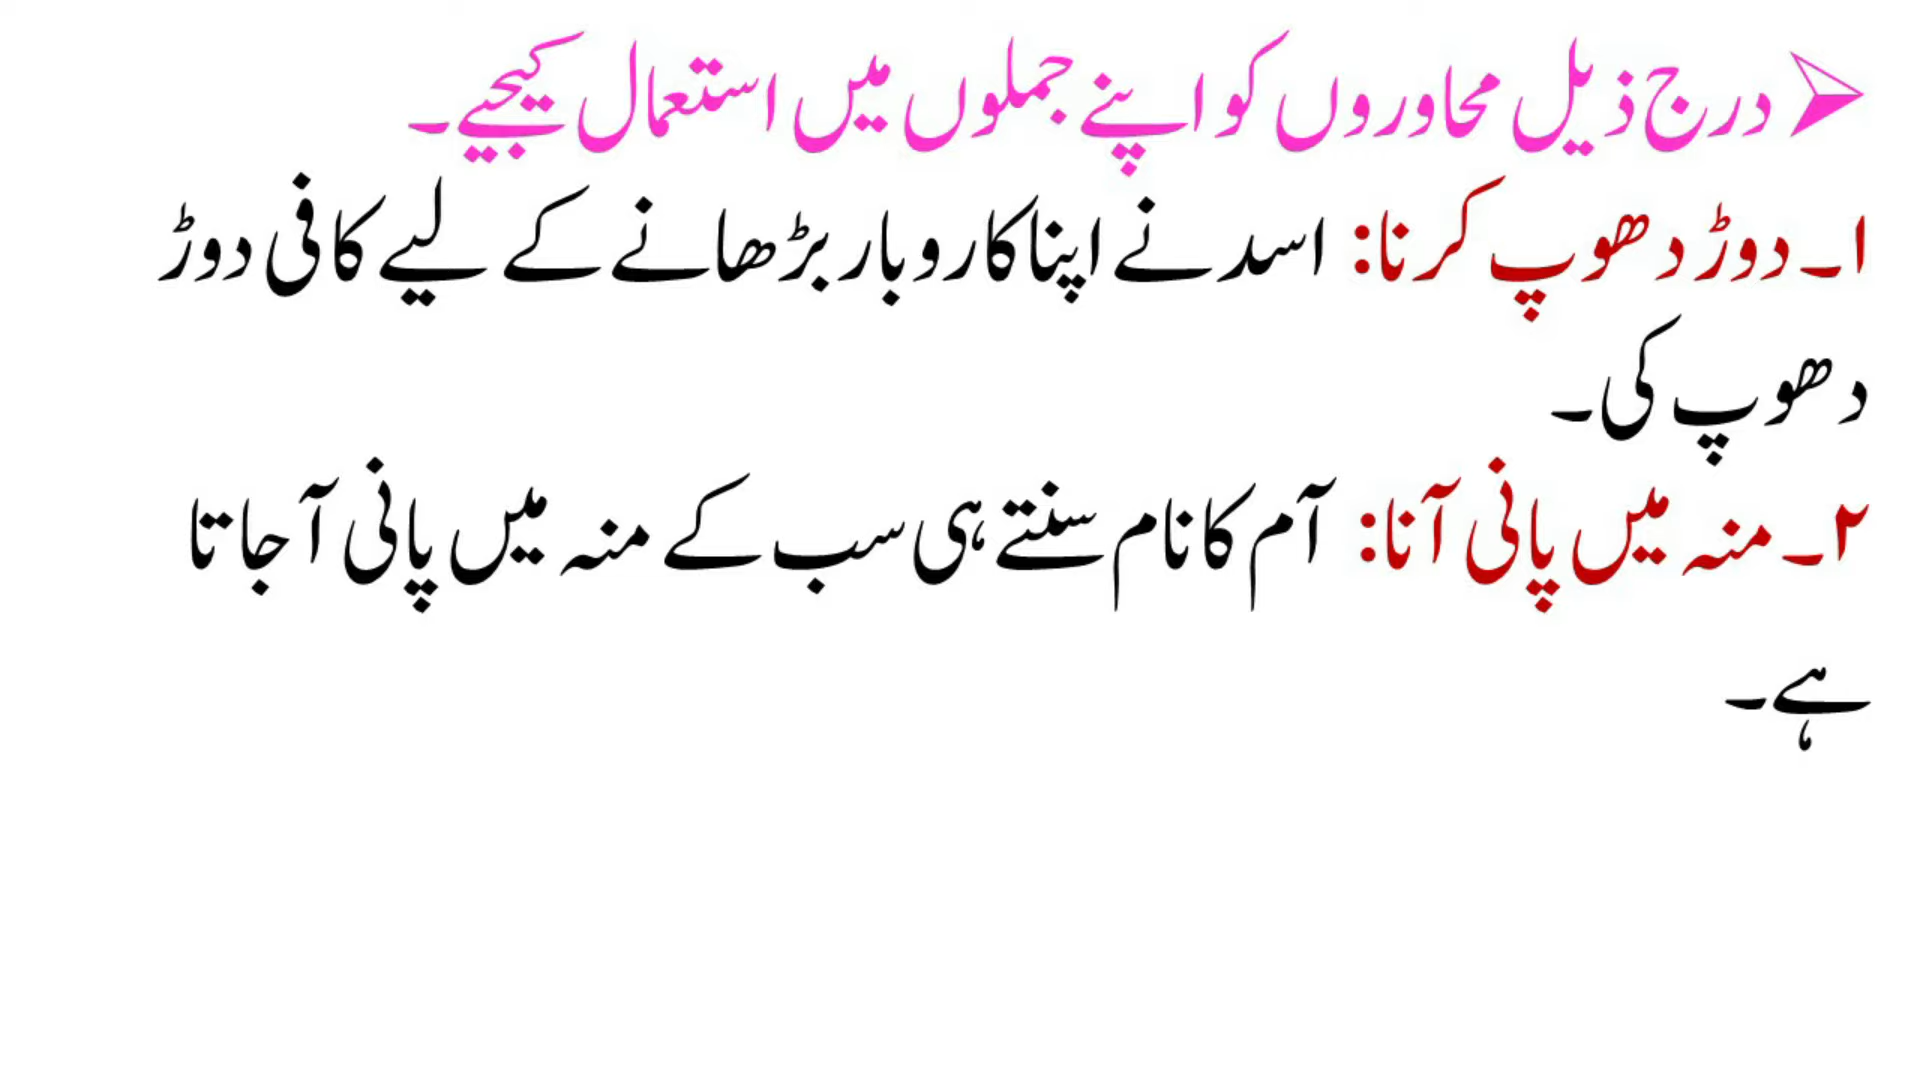 درج ذیل محاوروں کو اپنے جملوں میں استعمال کیجیے۔
۱۔ دوڑ دھوپ کرنا: اسد نے اپنا کاروبار بڑھانے کے لیے کافی دوڑ
دھوپ کی۔
۲۔ منہ میں پانی آنا: آم کا نام سنتے ہی سب کے منہ میں پانی آ جاتا
ہے۔